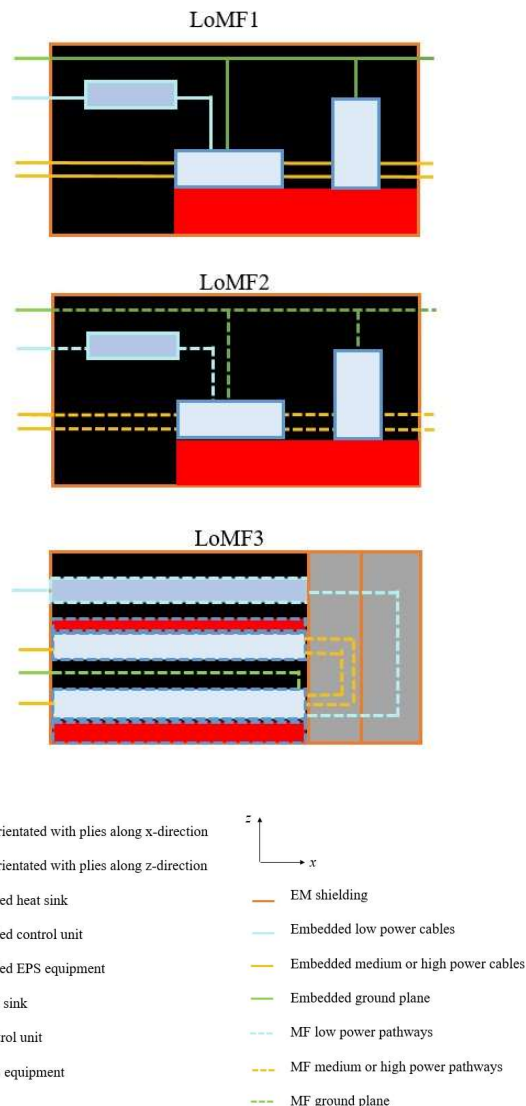 LoMF1
LoMF2
LoMF3
z
x
rientated with plies along x-direction
rientated with plies along z-direction
ed heat sink
ed control unit
ed EPS equipment
sink
rol unit
equipment
EM shielding
Embedded low power cables
Embedded medium or high power cables
Embedded ground plane
MF low power pathways
MF medium or high power pathways
MF ground plane